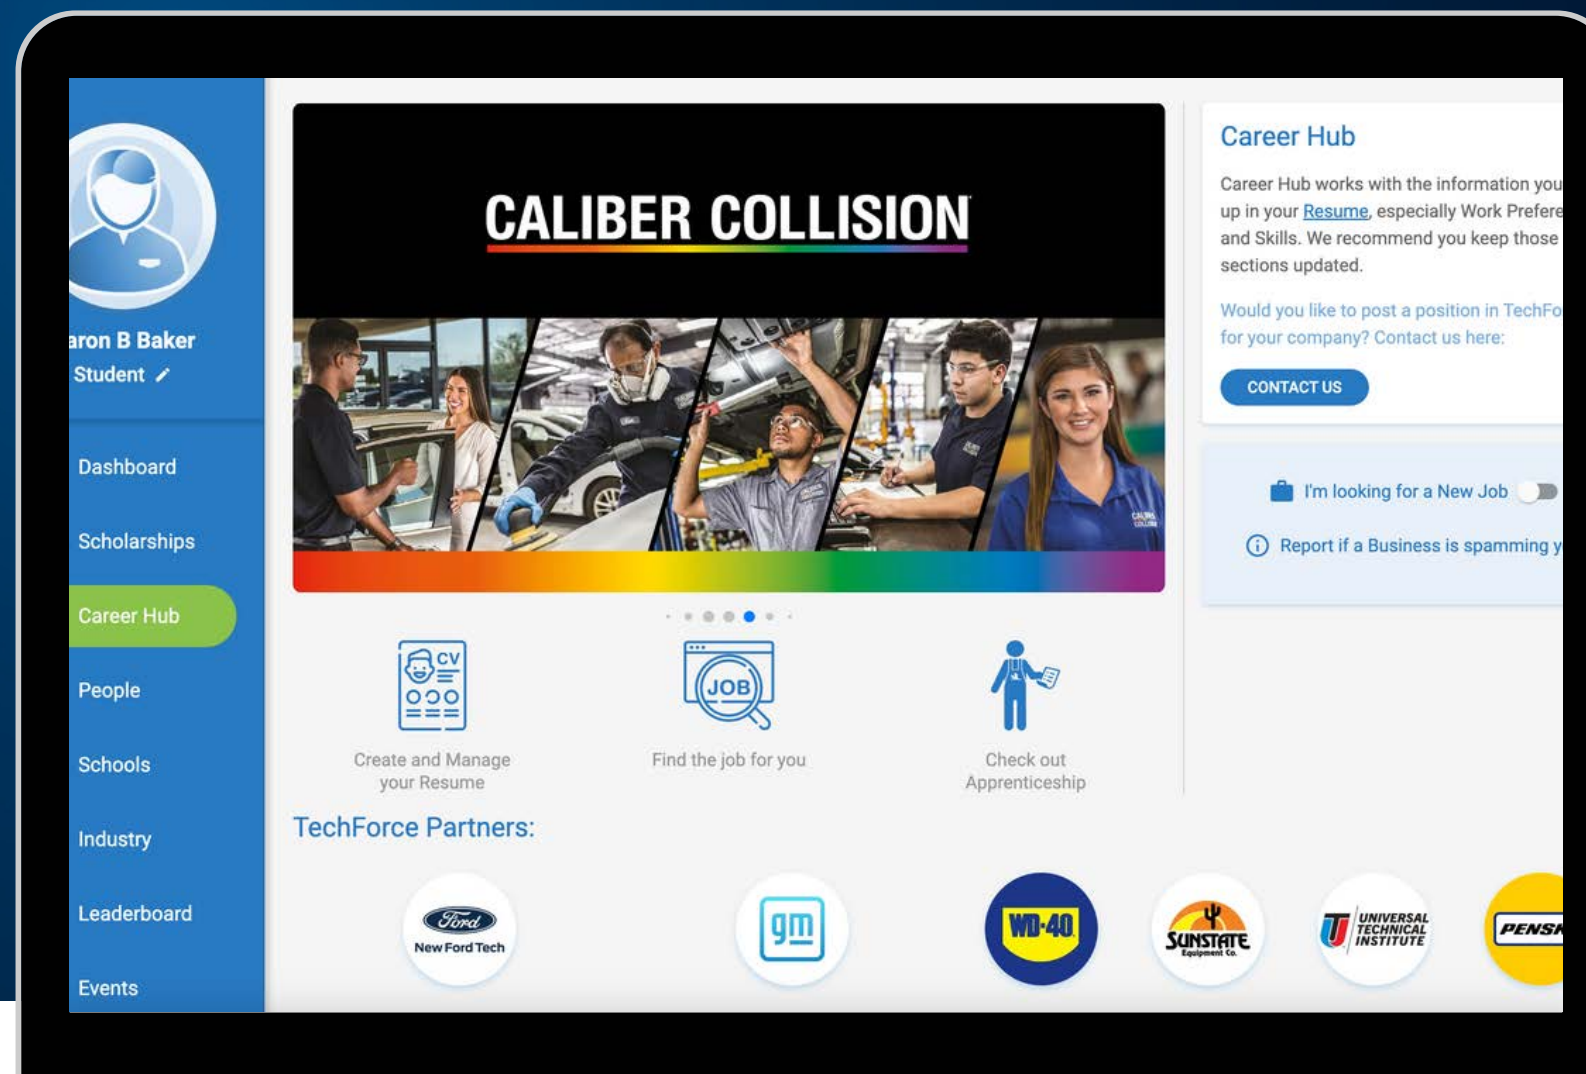 aron B Baker
Student
Dashboard
Scholarships
Career Hub
People
Schools
Industry
Leaderboard
Events
CALIBER COLLISION
CV
Create and Manage
your Resume
JOB
Find the job for you
Check out
Apprenticeship
TechForce Partners:
Ford
New Ford Tech
gm
WD-40
SUNSTATE
Equipment Co.
UNIVERSAL
TECHNICAL
INSTITUTE
PENSK
Career Hub
Career Hub works with the information you
up in your Resume, especially Work Prefere
and Skills. We recommend you keep those
sections updated.
Would you like to post a position in TechFo
for your company? Contact us here:
CONTACT US
I'm looking for a New Job
Report if a Business is spamming y